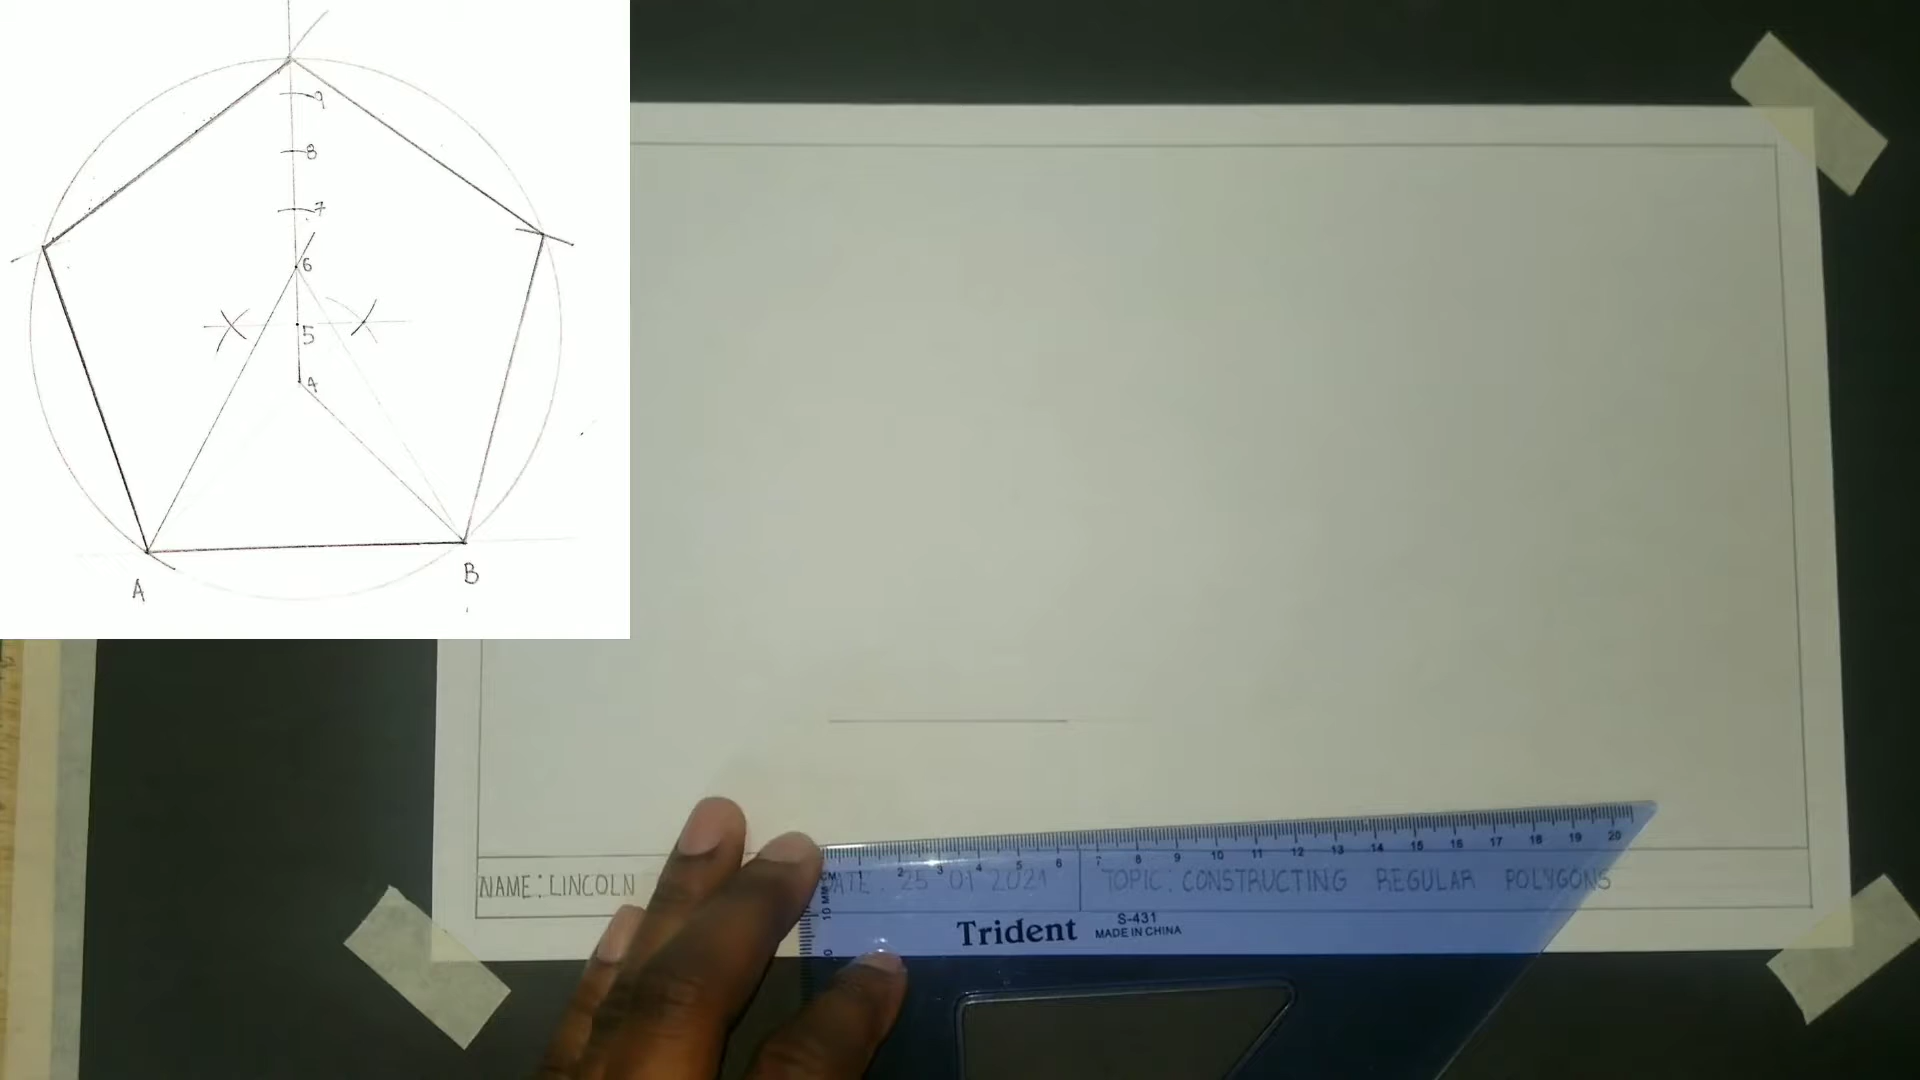 9
8
7
6
5
4
A
B
NAME: LINCOLN
DATE: 25 01 2021
TOPIC: CONSTRUCTING REGULAR POLYGONS
CM 1 2 3 4 5 6 7 8 9 10 11 12 13 14 15 16 17 18 19 20
10 MM
Trident
S-431
MADE IN CHINA